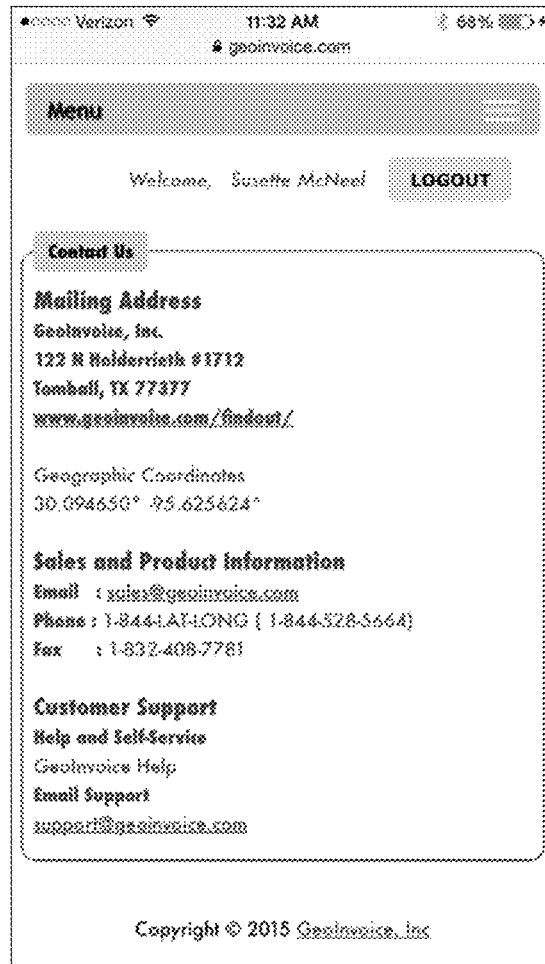 Verizon 11:32 AM 68%
geoinvoice.com
Menu
Welcome, Suzette McNeel LOGOUT
Contact Us
Mailing Address
GeoInvoice, Inc.
122 N Holderrieth #1712
Tomball, TX 77377
www.geoinvoice.com/findout/
Geographic Coordinates
30.094650° -95.625624°
Sales and Product Information
Email : sales@geoinvoice.com
Phone : 1-844-LAT-LONG ( 1-844-528-5664)
Fax : 1-832-408-7781
Customer Support
Help and Self-Service
GeoInvoice Help
Email Support
support@geoinvoice.com
Copyright © 2015 GeoInvoice, Inc